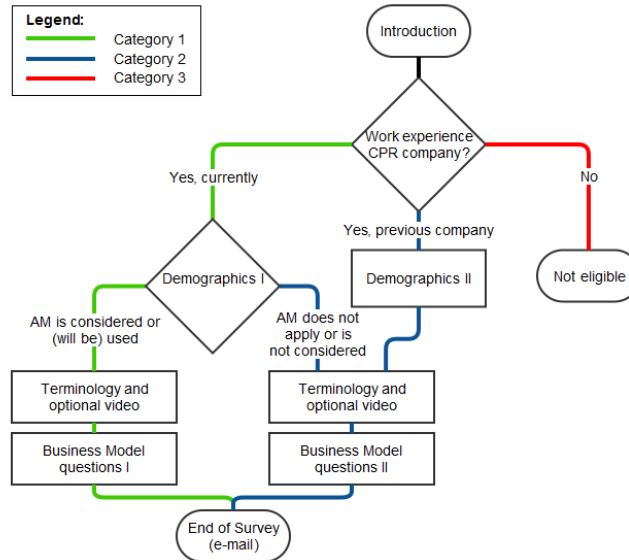 Legend:
Category 1
Category 2
Category 3
Introduction
Work experience
CPR company?
Yes, currently
No
Yes, previous company
Demographics I
Demographics II
Not eligible
AM is considered or
(will be) used
AM does not
apply or is
not considered
Terminology and
optional video
Terminology and
optional video
Business Model
questions I
Business Model
questions II
End of Survey
(e-mail)